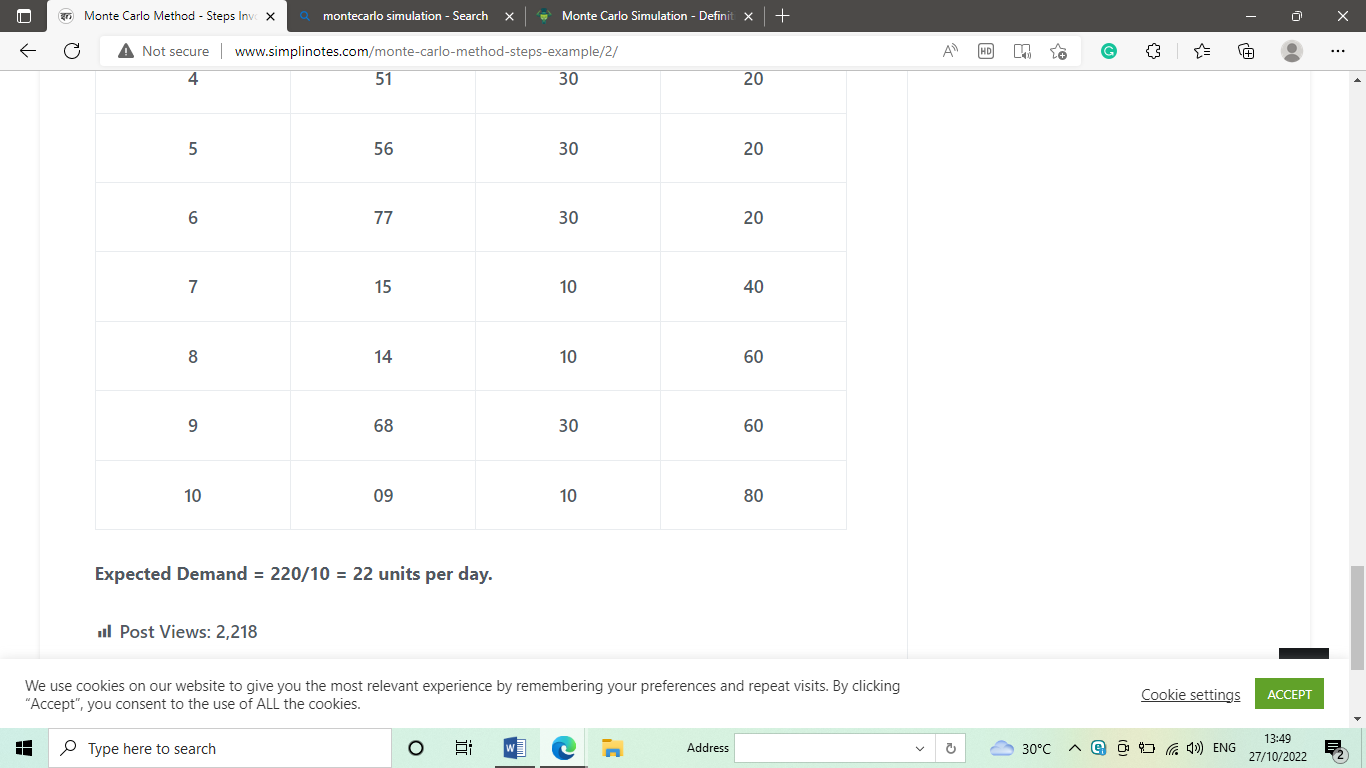 Monte Carlo Method - Steps Inv
montecarlo simulation - Search
Monte Carlo Simulation - Definit
Not secure
www.simplinotes.com/monte-carlo-method-steps-example/2/
4 51 30 20
5 56 30 20
6 77 30 20
7 15 10 40
8 14 10 60
9 68 30 60
10 09 10 80
Expected Demand = 220/10 = 22 units per day.
Post Views: 2,218
We use cookies on our website to give you the most relevant experience by remembering your preferences and repeat visits. By clicking
“Accept”, you consent to the use of ALL the cookies.
Cookie settings
ACCEPT
Type here to search
Address
30°C
ENG
13:49
27/10/2022
2